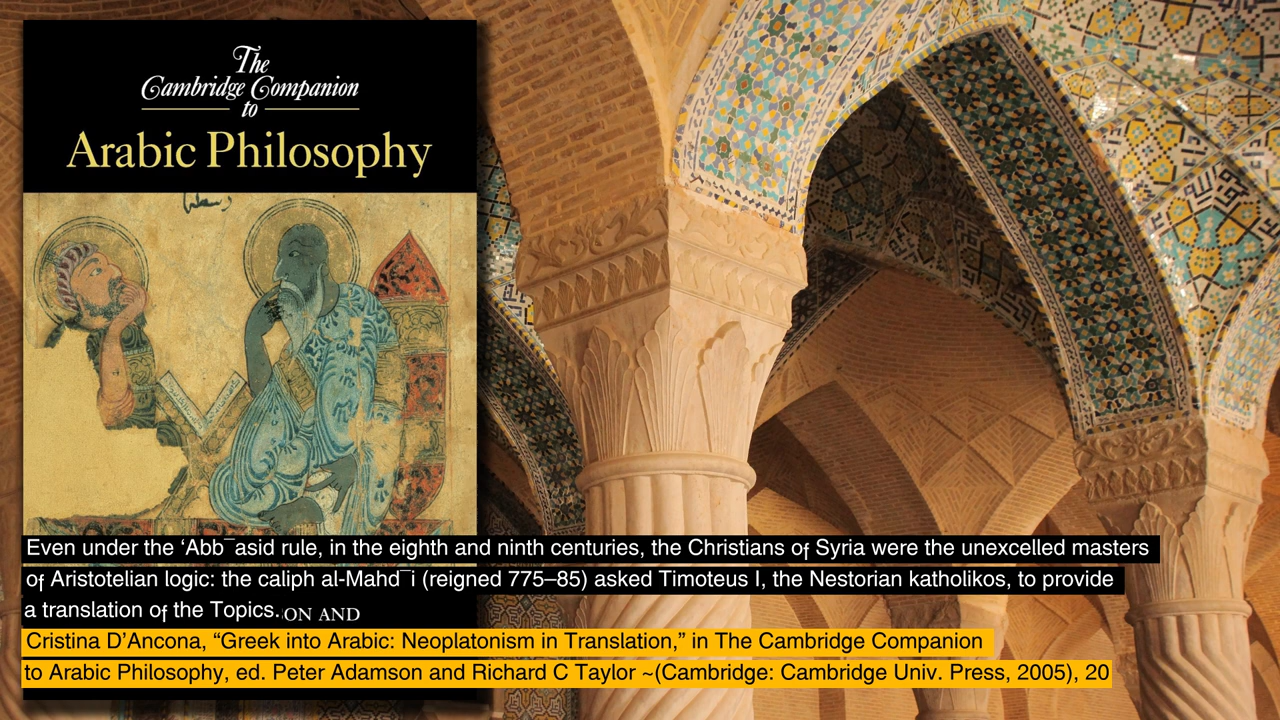 The
Cambridge Companion
to
Arabic Philosophy
Even under the ‘Abb¯asid rule, in the eighth and ninth centuries, the Christians of Syria were the unexcelled masters
of Aristotelian logic: the caliph al-Mahd¯i (reigned 775–85) asked Timoteus I, the Nestorian katholikos, to provide
a translation of the Topics.
ON AND
Cristina D’Ancona, “Greek into Arabic: Neoplatonism in Translation,” in The Cambridge Companion
to Arabic Philosophy, ed. Peter Adamson and Richard C Taylor ~(Cambridge: Cambridge Univ. Press, 2005), 20